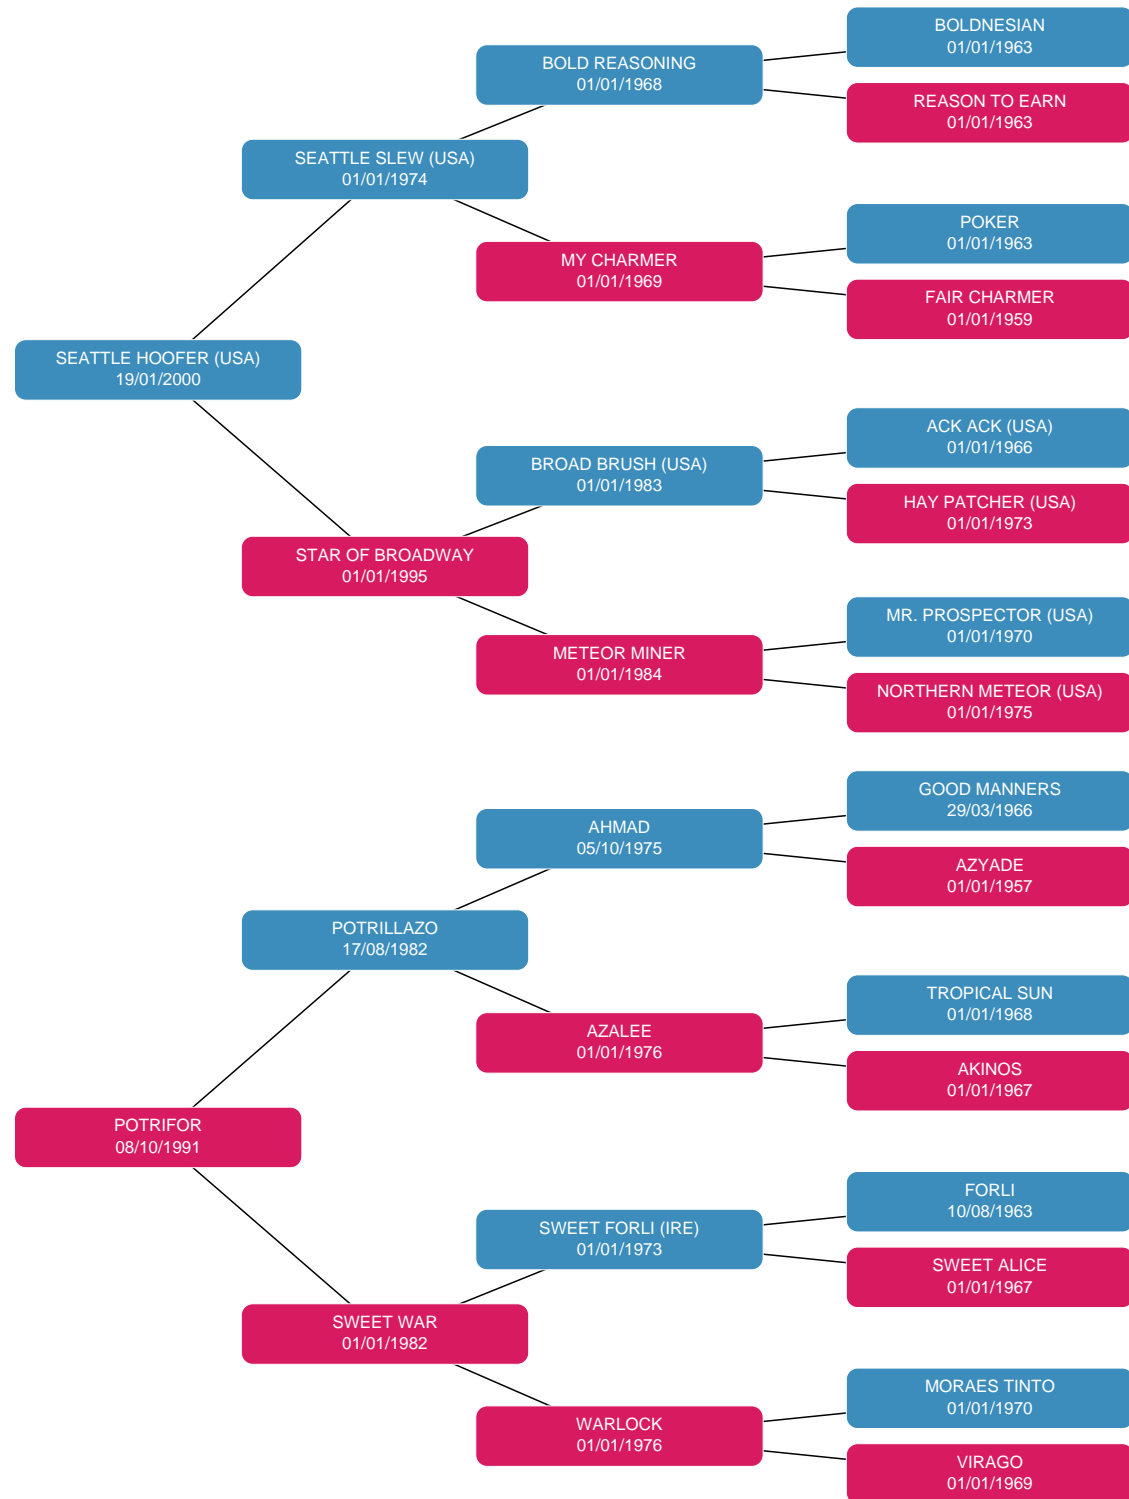 BOLDNESIAN
01/01/1963
BOLD REASONING
01/01/1968
REASON TO EARN
01/01/1963
SEATTLE SLEW (USA)
01/01/1974
POKER
01/01/1963
MY CHARMER
01/01/1969
FAIR CHARMER
01/01/1959
SEATTLE HOOFER (USA)
19/01/2000
ACK ACK (USA)
01/01/1966
BROAD BRUSH (USA)
01/01/1983
HAY PATCHER (USA)
01/01/1973
STAR OF BROADWAY
01/01/1995
MR. PROSPECTOR (USA)
01/01/1970
METEOR MINER
01/01/1984
NORTHERN METEOR (USA)
01/01/1975
GOOD MANNERS
29/03/1966
AHMAD
05/10/1975
AZYADE
01/01/1957
POTRILLAZO
17/08/1982
TROPICAL SUN
01/01/1968
AZALEE
01/01/1976
AKINOS
01/01/1967
POTRIFOR
08/10/1991
FORLI
10/08/1963
SWEET FORLI (IRE)
01/01/1973
SWEET ALICE
01/01/1967
SWEET WAR
01/01/1982
MORAES TINTO
01/01/1970
WARLOCK
01/01/1976
VIRAGO
01/01/1969